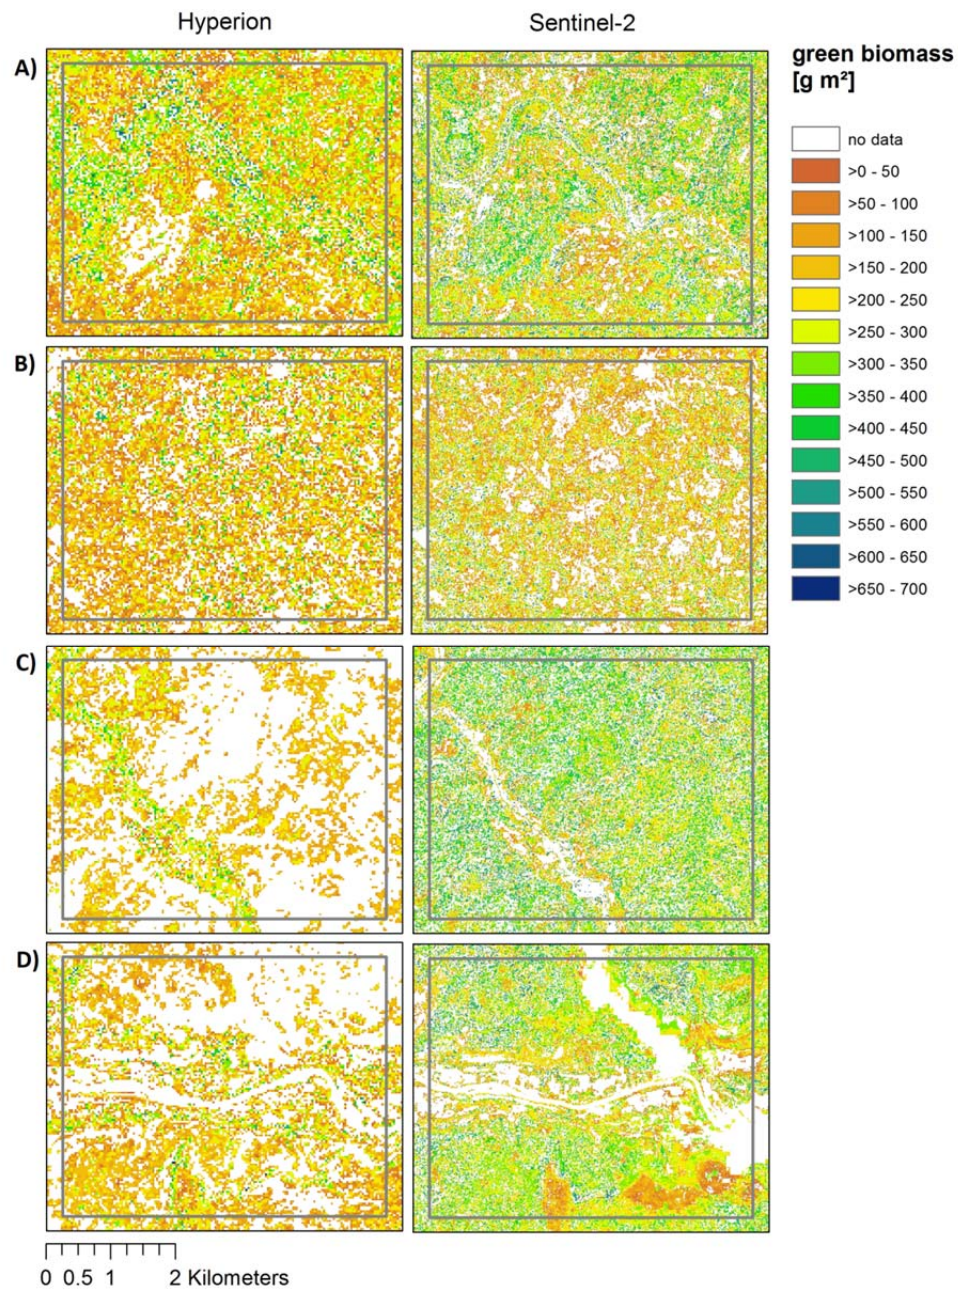 Hyperion
Sentinel-2
green biomass
[g m²]
A)
no data
>0 - 50
>50 - 100
>100 - 150
>150 - 200
>200 - 250
>250 - 300
>300 - 350
>350 - 400
>400 - 450
>450 - 500
>500 - 550
>550 - 600
>600 - 650
>650 - 700
B)
C)
D)
0 0.5 1 2 Kilometers